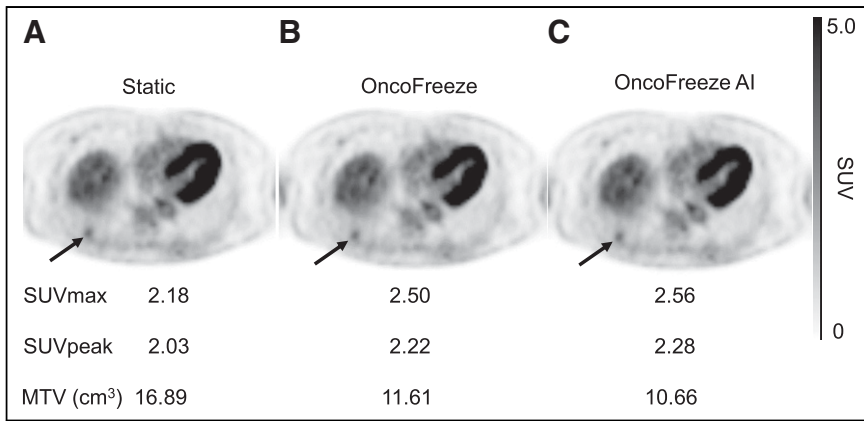 A B C
Static OncoFreeze OncoFreeze AI
5.0
SUV
0
SUVmax 2.18 2.50 2.56
SUVpeak 2.03 2.22 2.28
MTV (cm³) 16.89 11.61 10.66